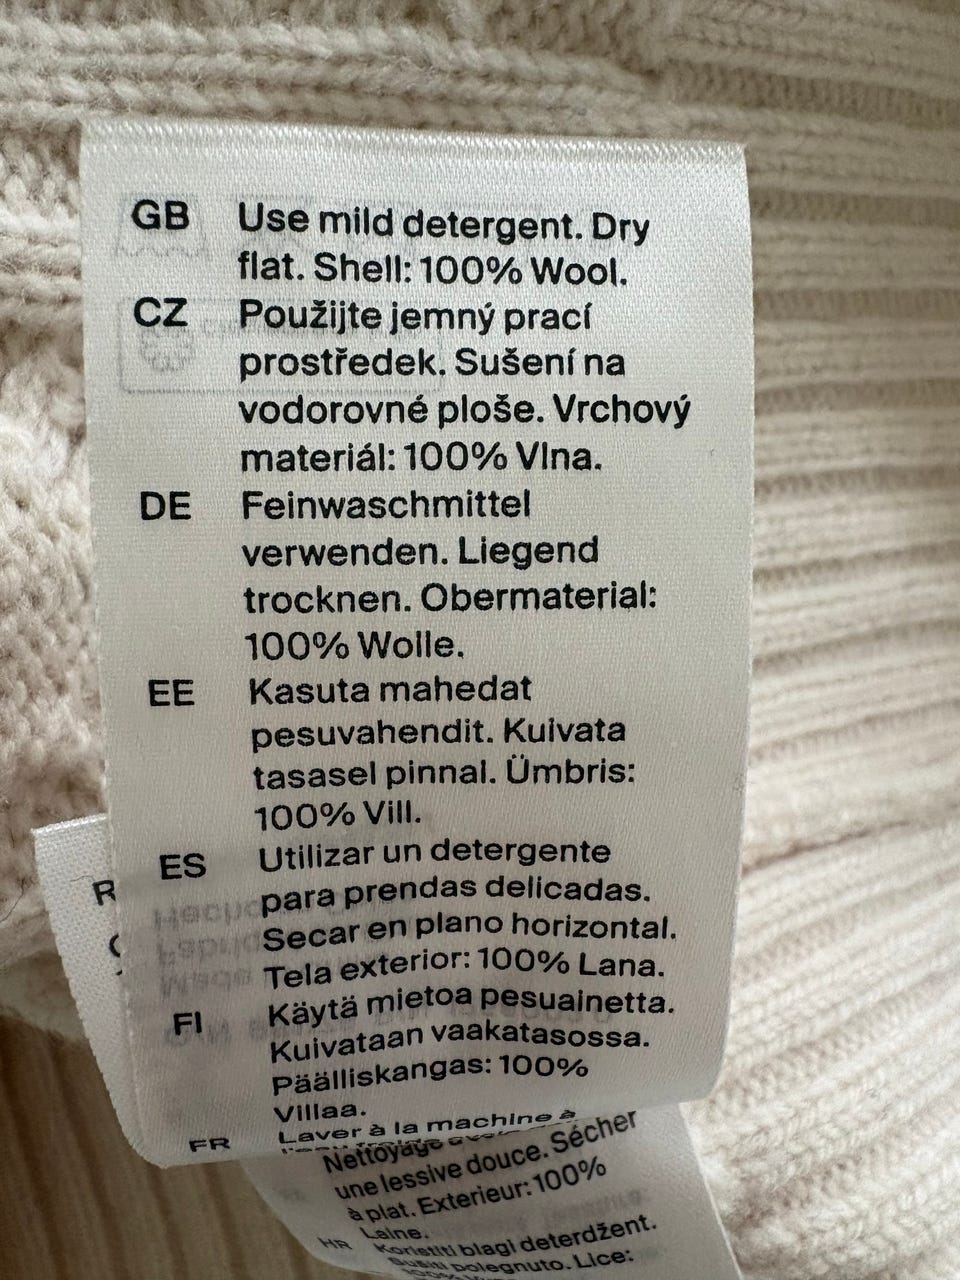 GB Use mild detergent. Dry
flat. Shell: 100% Wool.
CZ Použijte jemný prací
prostředek. Sušení na
vodorovné ploše. Vrchový
materiál: 100% Vlna.
DE Feinwaschmittel
verwenden. Liegend
trocknen. Obermaterial:
100% Wolle.
EE Kasuta mahedat
pesuvahendit. Kuivata
tasasel pinnal. Ümbris:
100% Vill.
ES Utilizar un detergente
para prendas delicadas.
Secar en plano horizontal.
Tela exterior: 100% Lana.
FI Käytä mietoa pesuainetta.
Kuivataan vaakatasossa.
Päälliskangas: 100%
Villaa.
FR Laver à la machine à
Nettoyage
une lessive douce. Sécher
à plat. Exterieur: 100%
Laine.
HR Koristiti blagi deterdžent.
Sušiti polegnuto. Lice:
100%